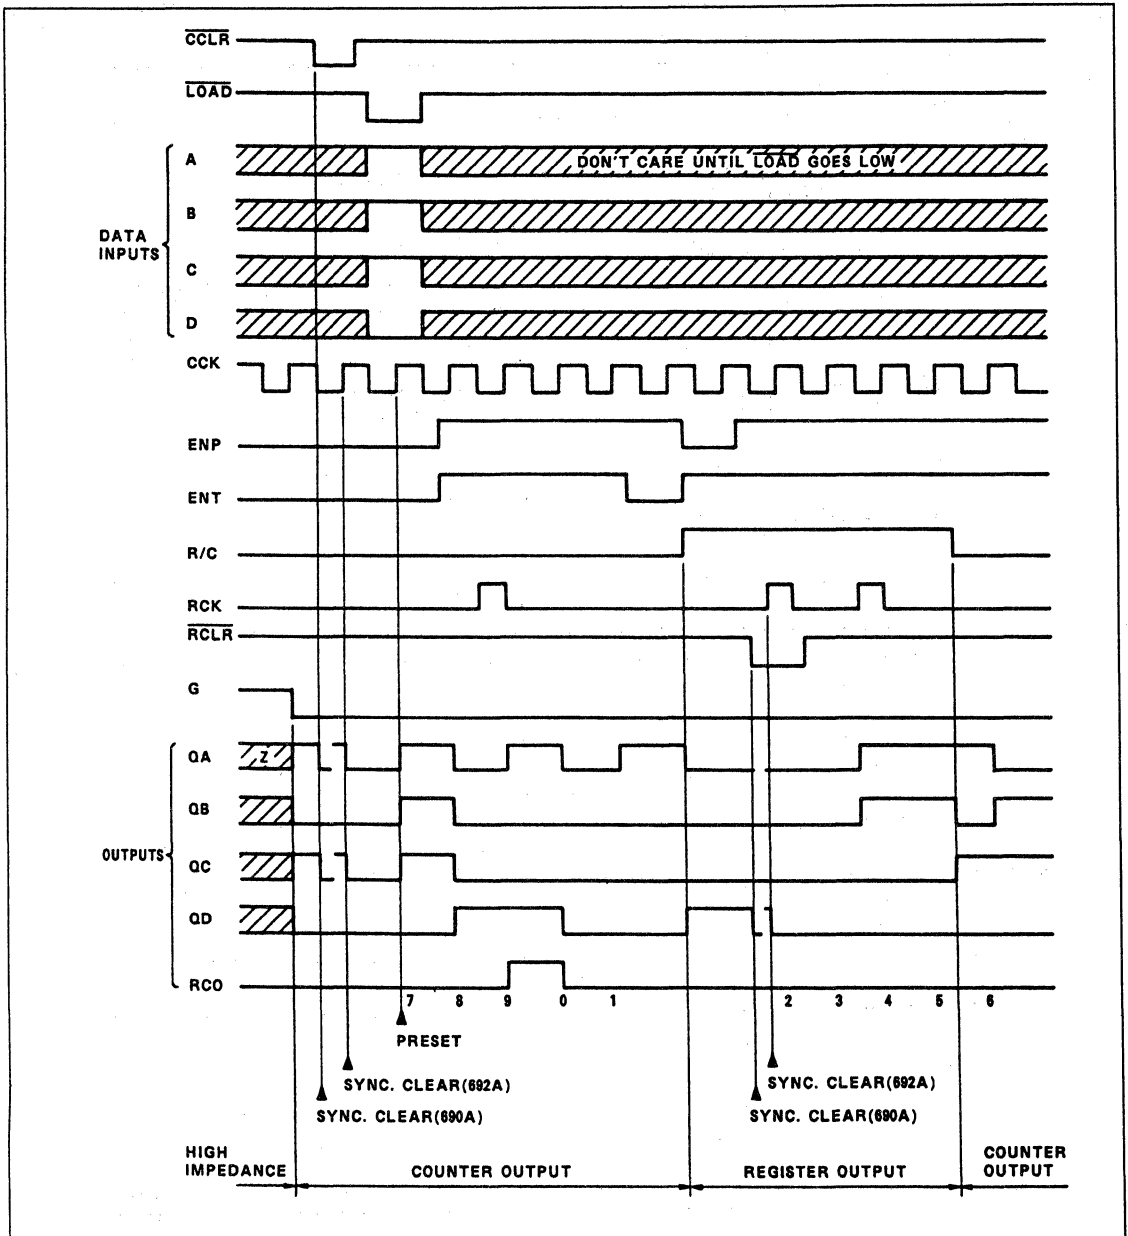 CCLR
LOAD
A
DON'T CARE UNTIL LOAD GOES LOW
B
DATA
INPUTS
C
D
CCK
ENP
ENT
R/C
RCK
RCLR
G
QA
Z
QB
OUTPUTS
QC
QD
RCO
7 8 9 0 1 2 3 4 5 6
PRESET
SYNC. CLEAR(692A) SYNC. CLEAR(692A)
SYNC. CLEAR(690A) SYNC. CLEAR(690A)
HIGH
IMPEDANCE
COUNTER OUTPUT
REGISTER OUTPUT
COUNTER
OUTPUT